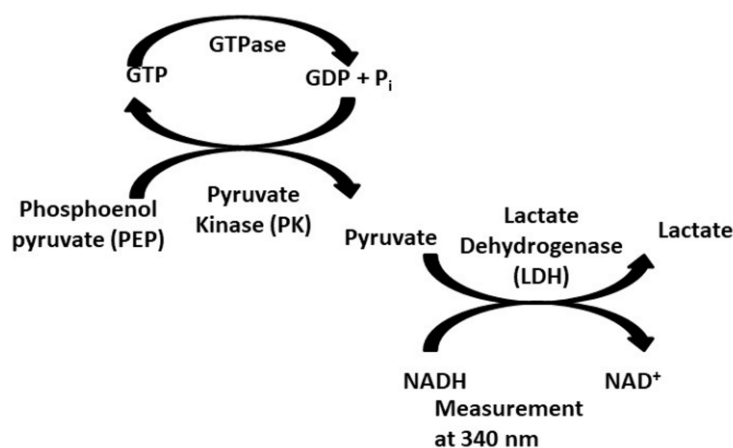 GTPase
GTP
GDP + Pᵢ
Phosphoenol
pyruvate (PEP)
Pyruvate
Kinase (PK)
Pyruvate
Lactate
Dehydrogenase
(LDH)
Lactate
NADH
NAD⁺
Measurement
at 340 nm